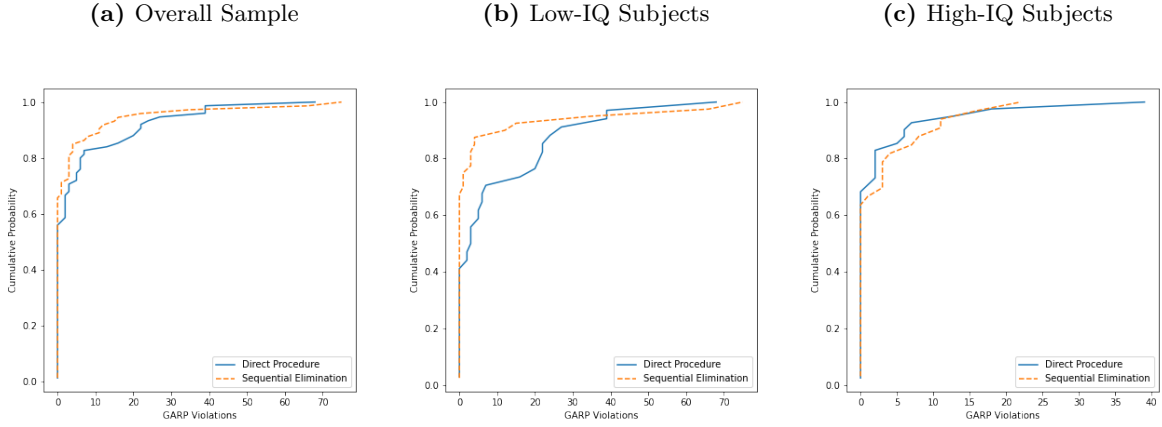 (a) Overall Sample
(b) Low-IQ Subjects
(c) High-IQ Subjects
Cumulative Probability
1.0
0.8
0.6
0.4
0.2
0.0
0 10 20 30 40 50 60 70
GARP Violations
Direct Procedure
Sequential Elimination
Cumulative Probability
1.0
0.8
0.6
0.4
0.2
0.0
0 10 20 30 40 50 60 70
GARP Violations
Direct Procedure
Sequential Elimination
Cumulative Probability
1.0
0.8
0.6
0.4
0.2
0.0
0 5 10 15 20 25 30 35 40
GARP Violations
Direct Procedure
Sequential Elimination